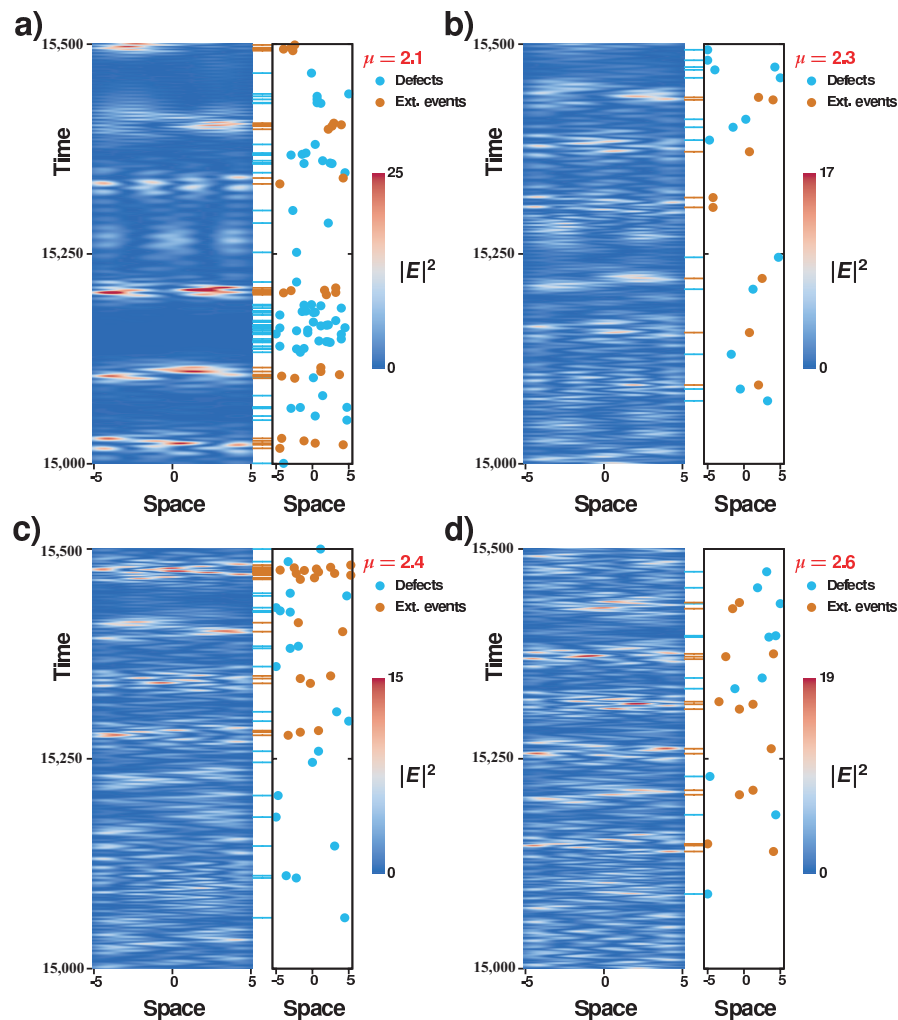 a)
15,500
μ = 2.1
Defects
Ext. events
Time
25
15,250
|E|²
0
15,000
-5 0 5 -5 0 5
Space Space
b)
15,500
μ = 2.3
Defects
Ext. events
Time
17
15,250
|E|²
0
15,000
-5 0 5 -5 0 5
Space Space
c)
15,500
μ = 2.4
Defects
Ext. events
Time
15
15,250
|E|²
0
15,000
-5 0 5 -5 0 5
Space Space
d)
15,500
μ = 2.6
Defects
Ext. events
Time
19
15,250
|E|²
0
15,000
-5 0 5 -5 0 5
Space Space